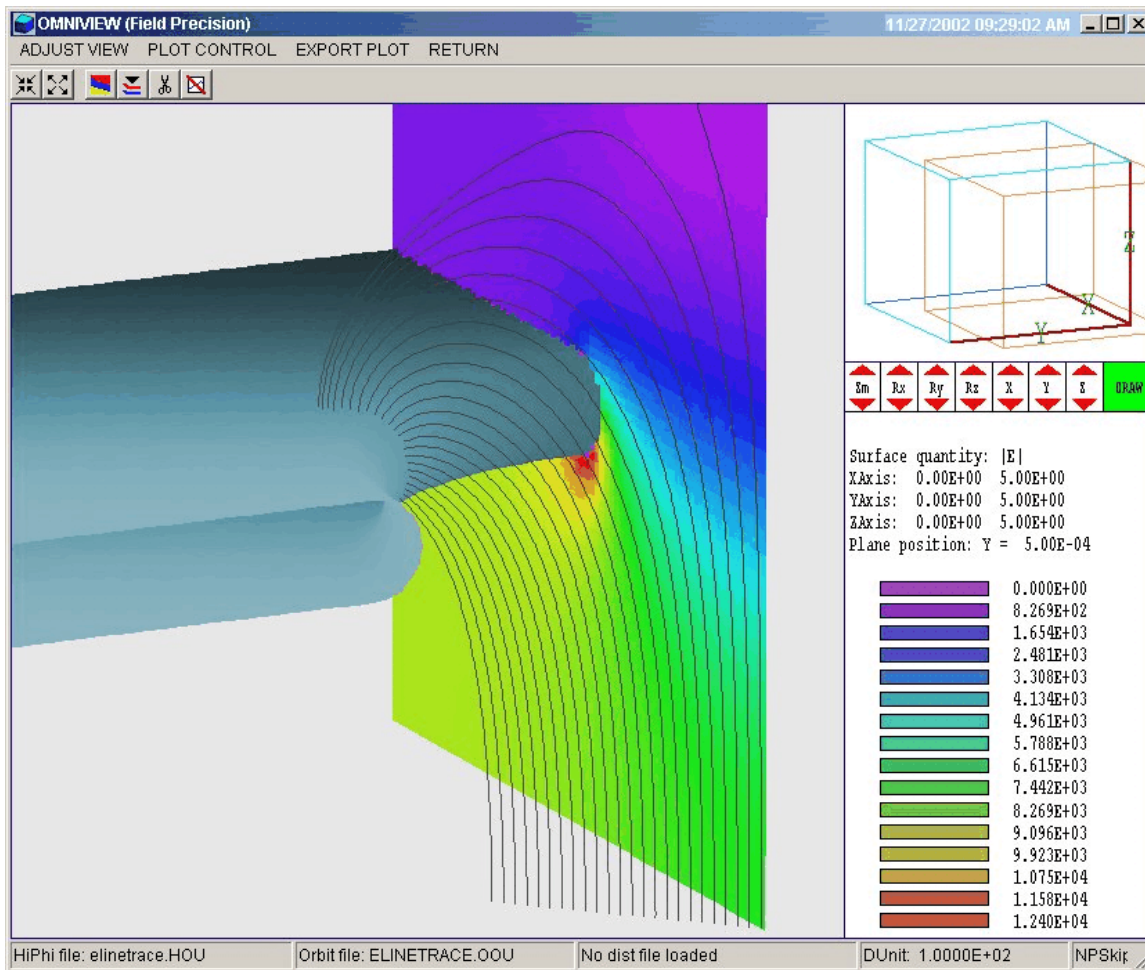 OMNIVIEW (Field Precision) 11/27/2002 09:29:02 AM
ADJUST VIEW PLOT CONTROL EXPORT PLOT RETURN
Z
X
Y
Zm Rx Ry Rz X Y Z DRAW
Surface quantity: |E|
XAxis: 0.00E+00 5.00E+00
YAxis: 0.00E+00 5.00E+00
ZAxis: 0.00E+00 5.00E+00
Plane position: Y = 5.00E-04
0.000E+00
8.269E+02
1.654E+03
2.481E+03
3.308E+03
4.134E+03
4.961E+03
5.788E+03
6.615E+03
7.442E+03
8.269E+03
9.096E+03
9.923E+03
1.075E+04
1.158E+04
1.240E+04
HiPhi file: elinetrace.HOU Orbit file: ELINETRACE.OOU No dist file loaded DUnit: 1.0000E+02 NPSkip